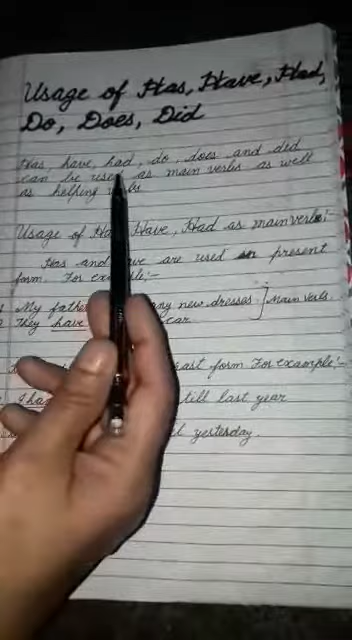 Usage of Has, Have, Had,
Do, Does, Did
Has have, had, do, does and did
can be used as main verbs as well
as helping verbs
Usage of Have, Had as main verbs:-
Has and are used in present
form. For example:-
My father any new dresses. ] Main verbs.
They have car
past form For example:-
I had till last year
yesterday.